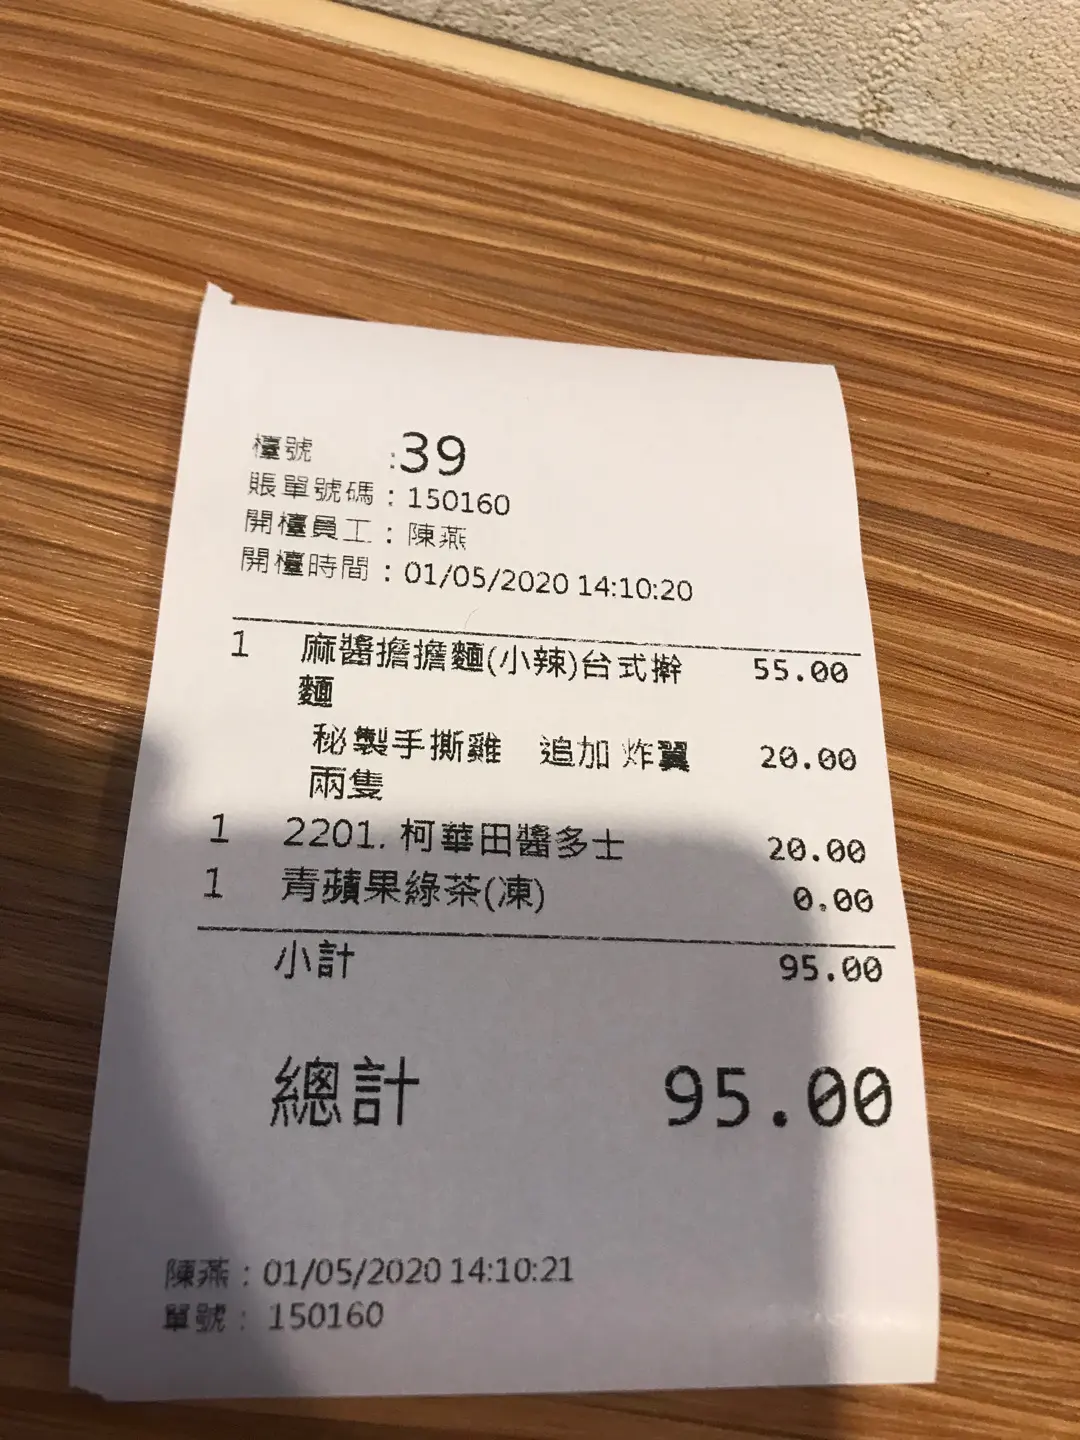 檯號 :39
賬單號碼：150160
開檯員工：陳燕
開檯時間：01/05/2020 14:10:20
1 麻醬擔擔麵(小辣)台式擀 55.00
麵
秘製手撕雞 追加 炸翼 20.00
兩隻
1 2201. 柯華田醬多士 20.00
1 青蘋果綠茶(凍) 0.00
小計 95.00
總計 95.00
陳燕：01/05/2020 14:10:21
單號：150160